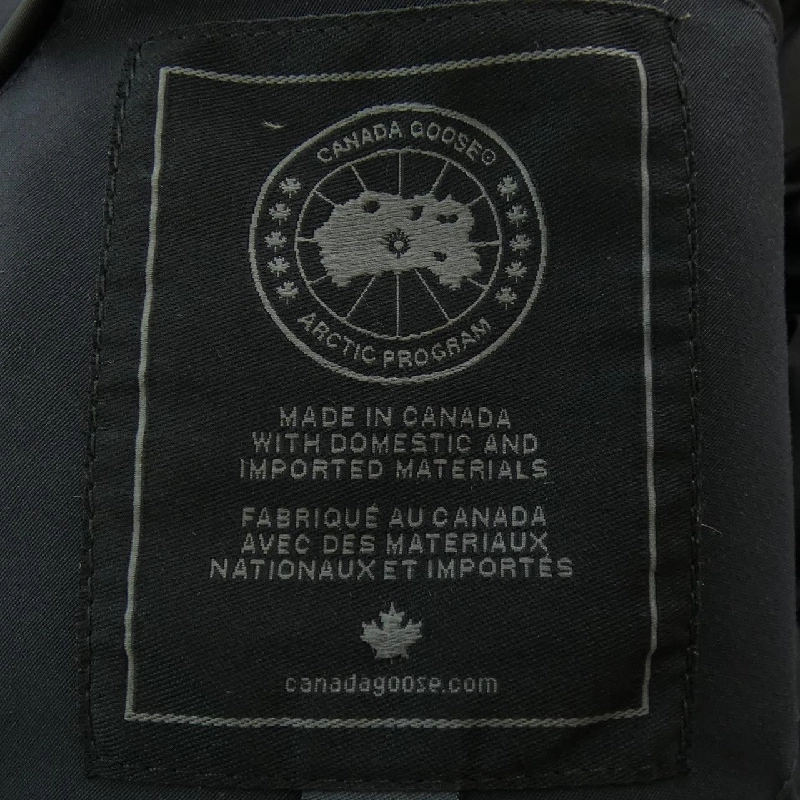 CANADA GOOSE®
ARCTIC PROGRAM
MADE IN CANADA
WITH DOMESTIC AND
IMPORTED MATERIALS
FABRIQUÉ AU CANADA
AVEC DES MATERIAUX
NATIONAUX ET IMPORTÉS
canadagoose.com